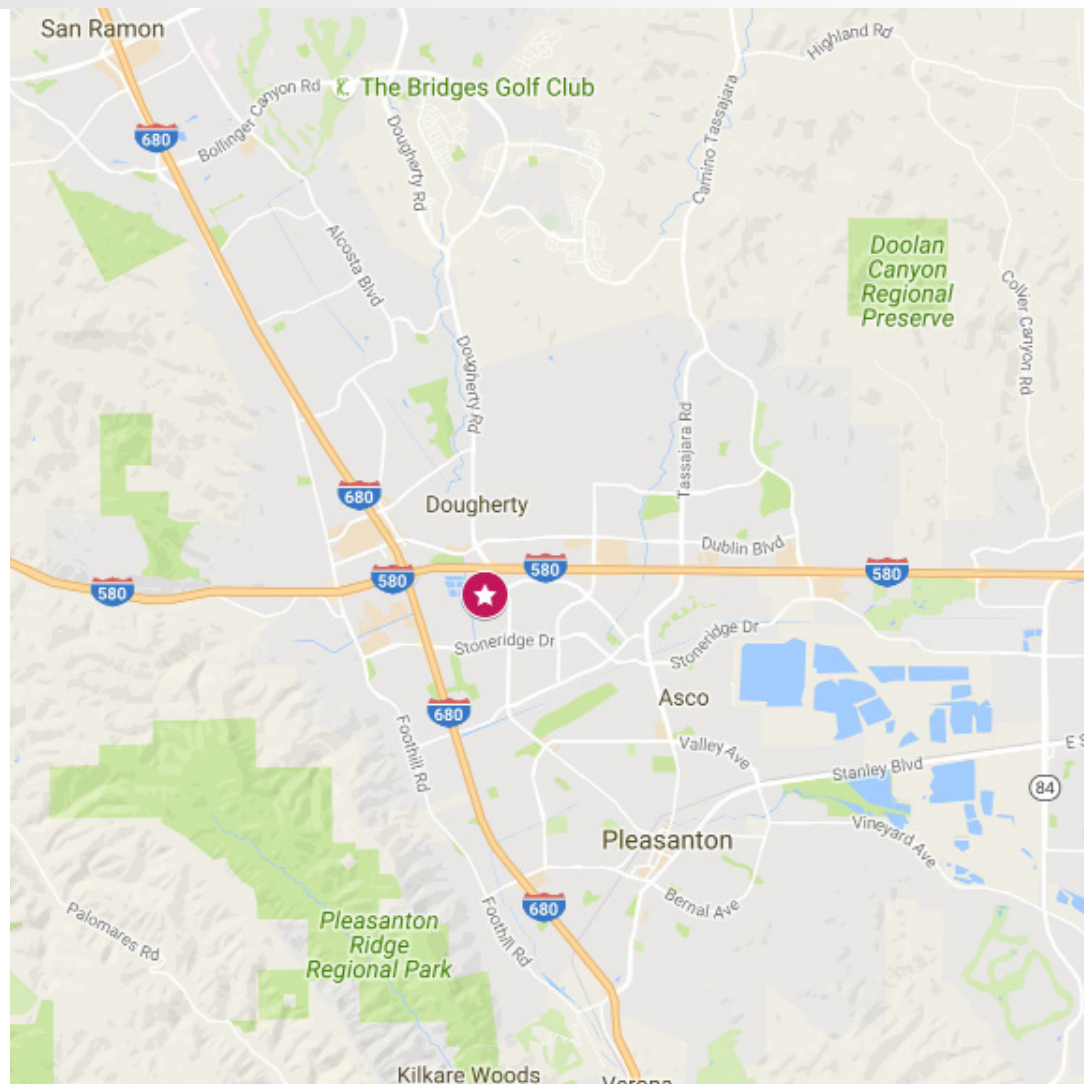 San Ramon
Highland Rd
The Bridges Golf Club
680
Bollinger Canyon Rd
Dougherty Rd
Camino Tassajara
Alcosta Blvd
Doolan
Canyon
Regional
Preserve
Collier Canyon Rd
Dougherty Rd
Tassajara Rd
680
Dougherty
Dublin Blvd
580
580
580
580
Stoneridge Dr
Stoneridge Dr
Asco
680
Foothill Rd
Valley Ave
E S
Stanley Blvd
84
Vineyard Ave
Pleasanton
Bernal Ave
680
Palomares Rd
Pleasanton
Ridge
Regional Park
Foothill Rd
Kilkare Woods
Verona